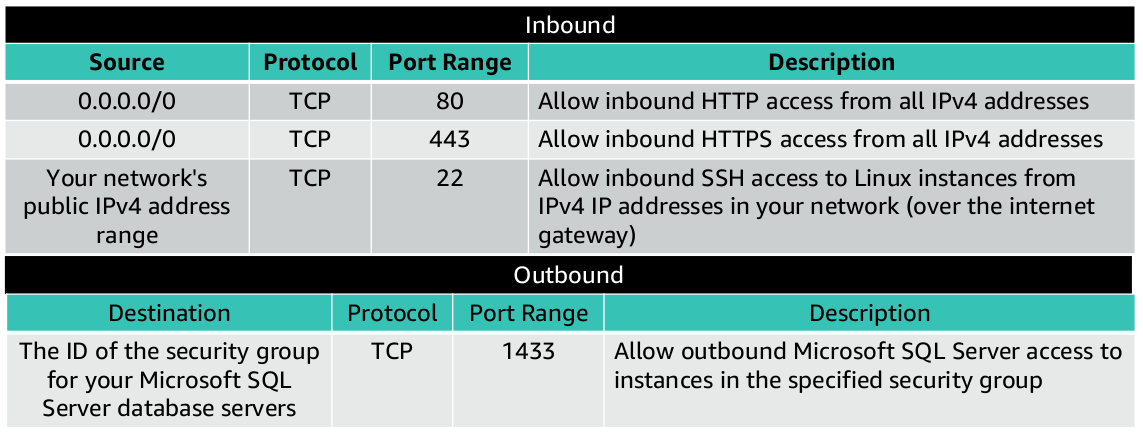 Inbound
Source Protocol Port Range Description
0.0.0.0/0 TCP 80 Allow inbound HTTP access from all IPv4 addresses
0.0.0.0/0 TCP 443 Allow inbound HTTPS access from all IPv4 addresses
Your network's TCP 22 Allow inbound SSH access to Linux instances from
public IPv4 address IPv4 IP addresses in your network (over the internet
range gateway)
Outbound
Destination Protocol Port Range Description
The ID of the security group TCP 1433 Allow outbound Microsoft SQL Server access to
for your Microsoft SQL instances in the specified security group
Server database servers